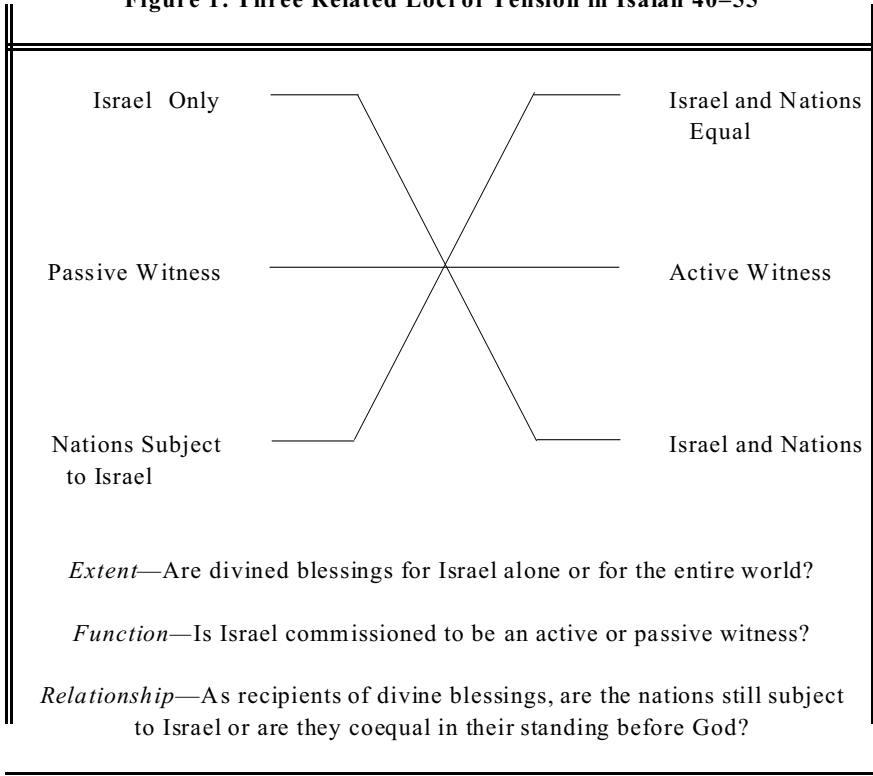 Figure 1: Three Related Loci of Tension in Isaiah 40–55
Israel Only
Israel and Nations
Equal
Passive Witness
Active Witness
Nations Subject
to Israel
Israel and Nations
Extent—Are divined blessings for Israel alone or for the entire world?
Function—Is Israel commissioned to be an active or passive witness?
Relationship—As recipients of divine blessings, are the nations still subject
to Israel or are they coequal in their standing before God?